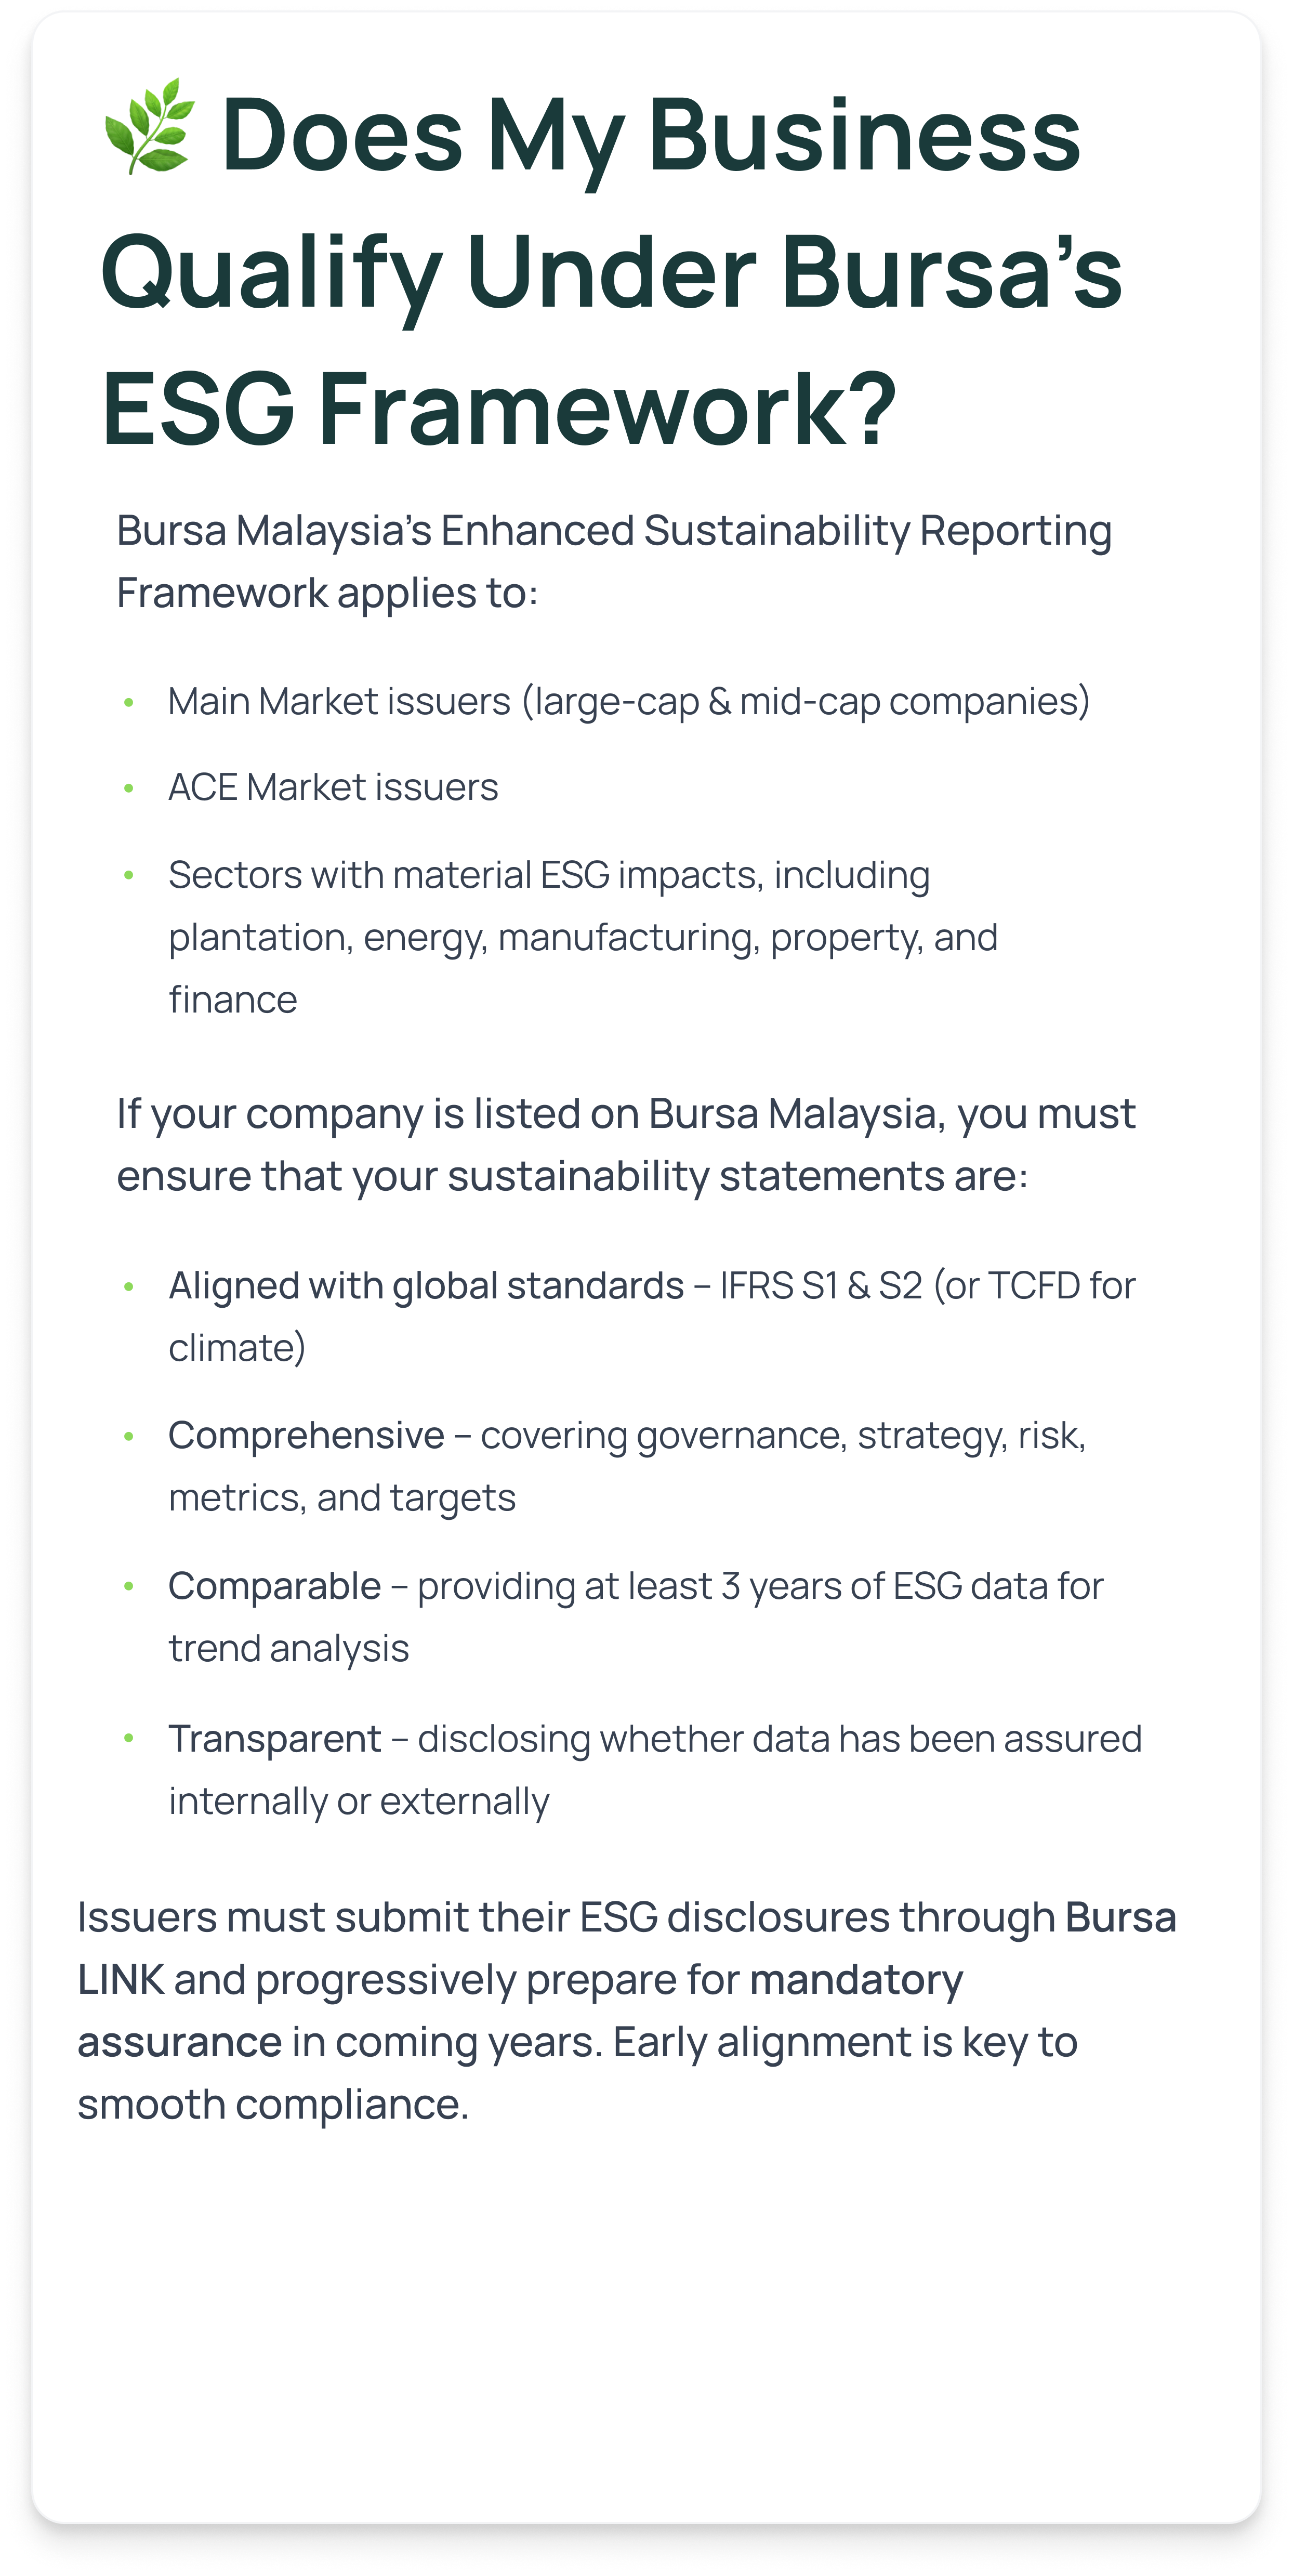 🌿 Does My Business
Qualify Under Bursa’s
ESG Framework?
Bursa Malaysia’s Enhanced Sustainability Reporting
Framework applies to:
• Main Market issuers (large-cap & mid-cap companies)
• ACE Market issuers
• Sectors with material ESG impacts, including
plantation, energy, manufacturing, property, and
finance
If your company is listed on Bursa Malaysia, you must
ensure that your sustainability statements are:
• Aligned with global standards – IFRS S1 & S2 (or TCFD for
climate)
• Comprehensive – covering governance, strategy, risk,
metrics, and targets
• Comparable – providing at least 3 years of ESG data for
trend analysis
• Transparent – disclosing whether data has been assured
internally or externally
Issuers must submit their ESG disclosures through Bursa
LINK and progressively prepare for mandatory
assurance in coming years. Early alignment is key to
smooth compliance.